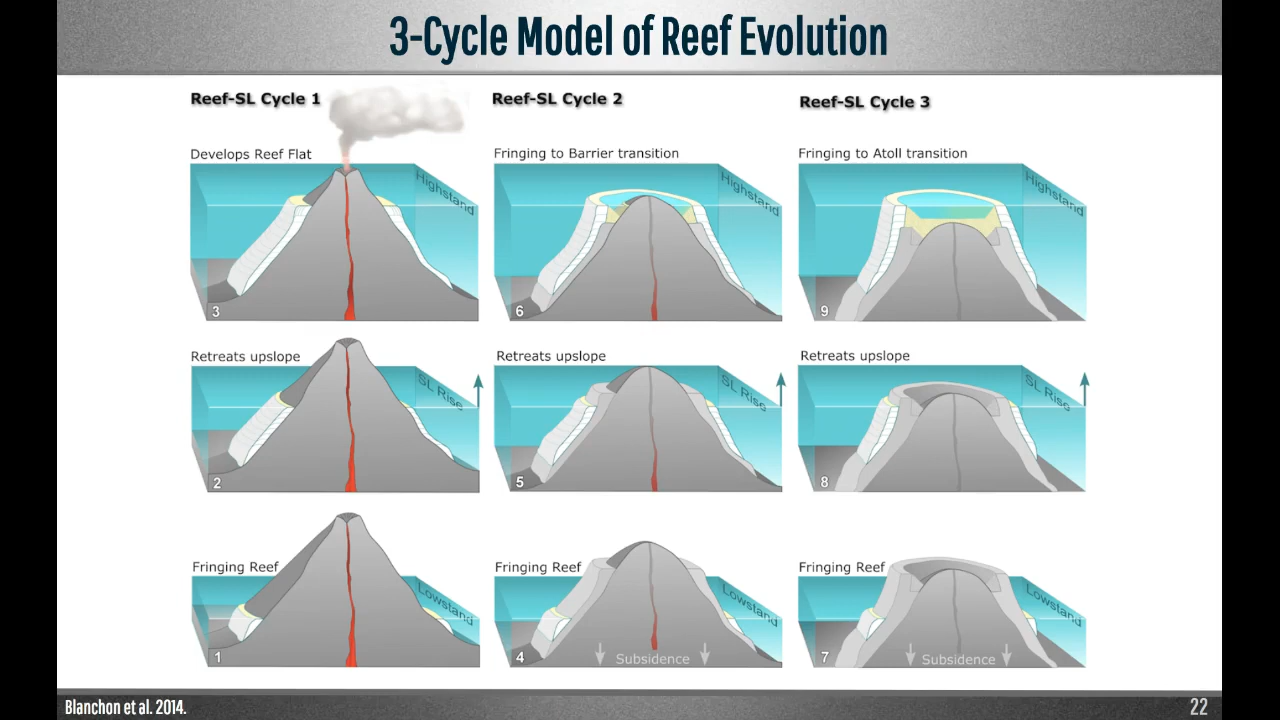 3-Cycle Model of Reef Evolution
Reef-SL Cycle 1
Reef-SL Cycle 2
Reef-SL Cycle 3
Develops Reef Flat
Highstand
3
Fringing to Barrier transition
Highstand
6
Fringing to Atoll transition
Highstand
9
Retreats upslope
SL Rise
2
Retreats upslope
SL Rise
5
Retreats upslope
SL Rise
8
Fringing Reef
Lowstand
1
Fringing Reef
Lowstand
4
Subsidence
Fringing Reef
Lowstand
7
Subsidence
Blanchon et al. 2014.
22